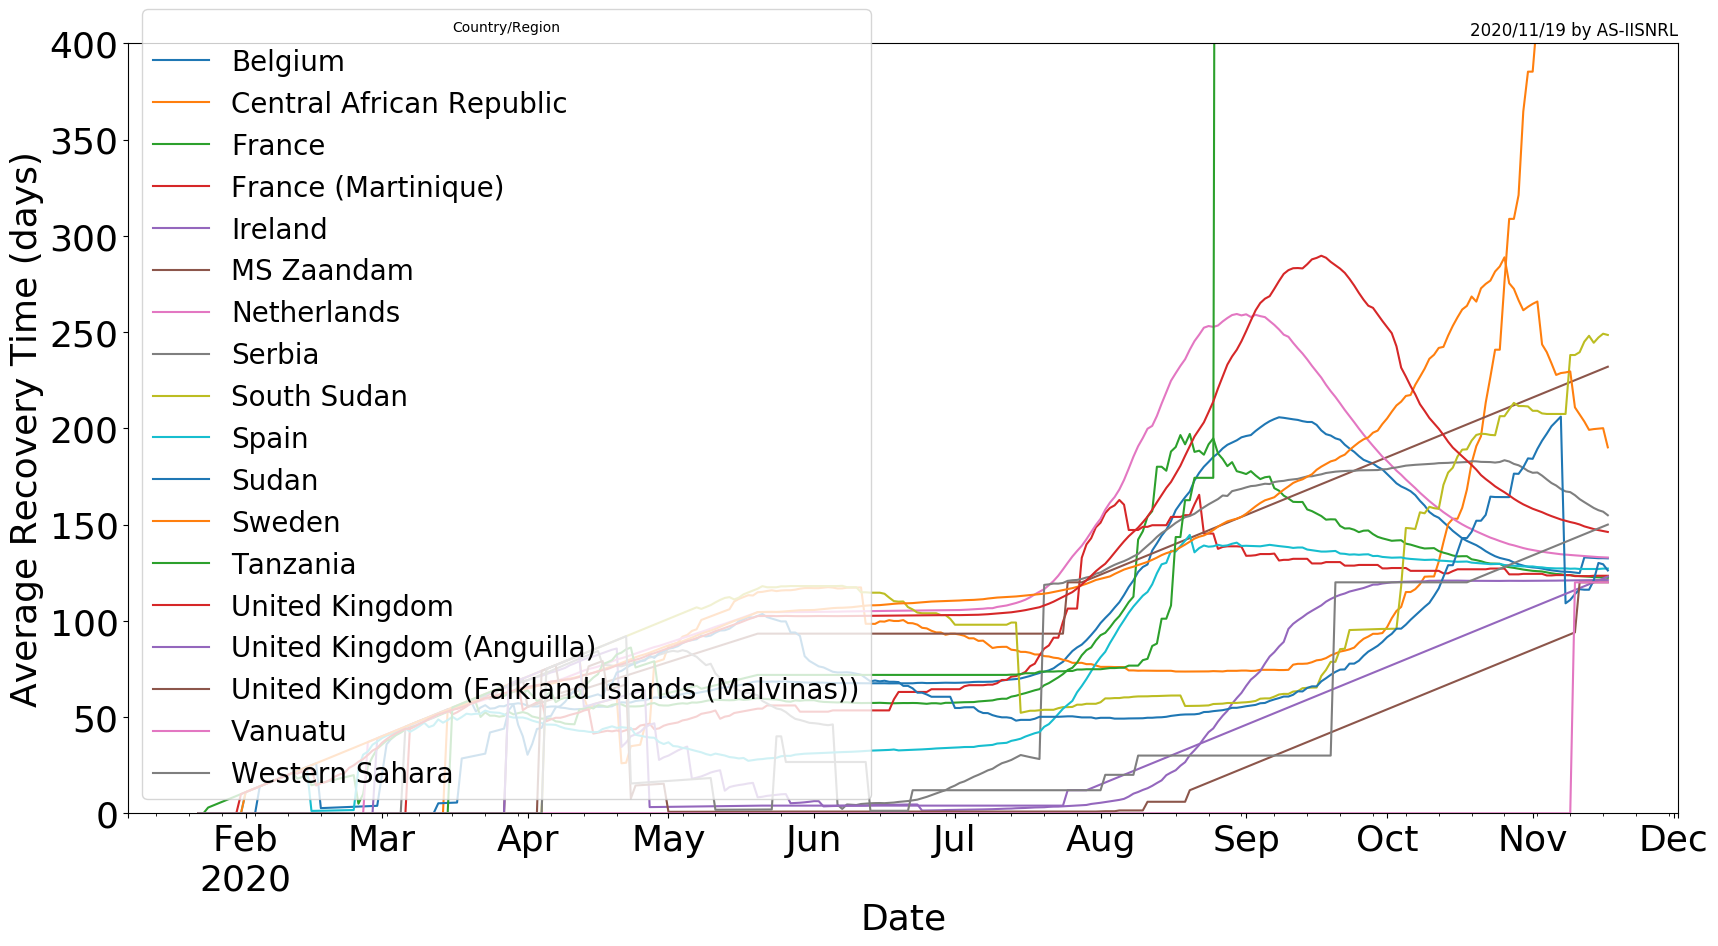 Country/Region
2020/11/19 by AS-IISNRL
Belgium
Central African Republic
France
France (Martinique)
Ireland
MS Zaandam
Netherlands
Serbia
South Sudan
Spain
Sudan
Sweden
Tanzania
United Kingdom
United Kingdom (Anguilla)
United Kingdom (Falkland Islands (Malvinas))
Vanuatu
Western Sahara
Average Recovery Time (days)
400
350
300
250
200
150
100
50
0
Feb Mar Apr May Jun Jul Aug Sep Oct Nov Dec
2020
Date